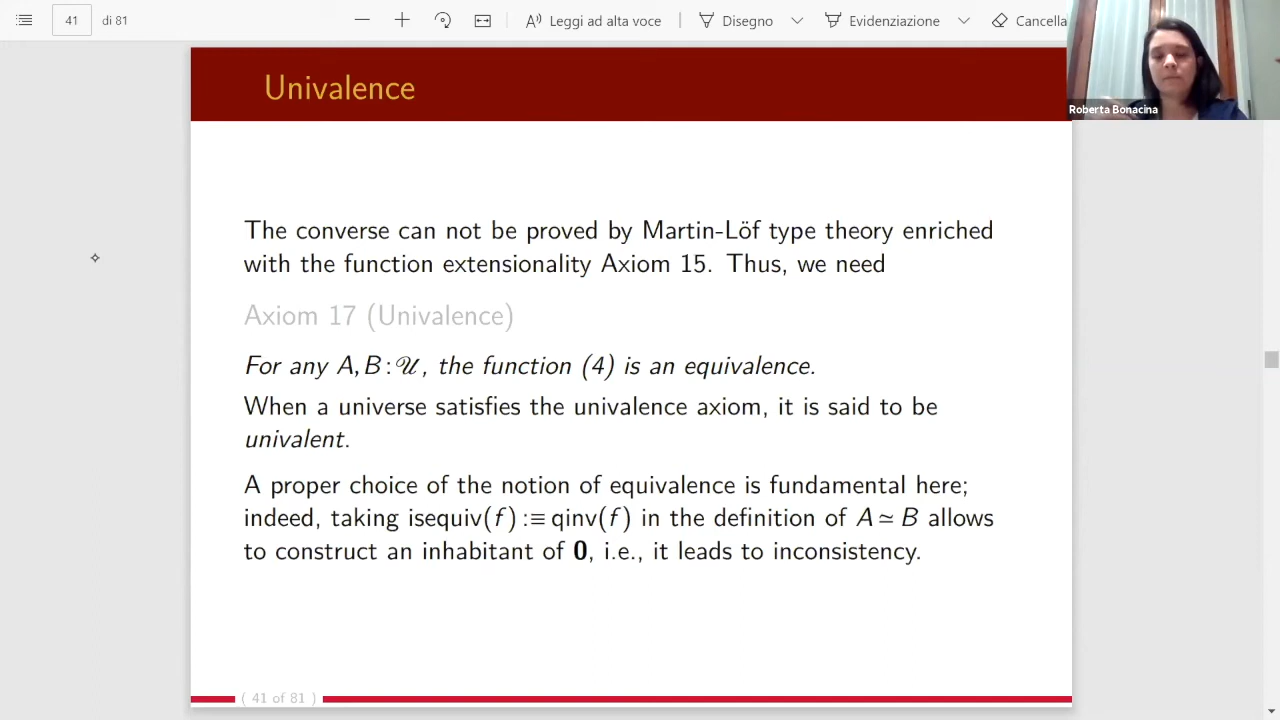 41
di 81
Leggi ad alta voce
Disegno
Evidenziazione
Cancella
Roberta Bonacina
Univalence
The converse can not be proved by Martin-Löf type theory enriched
with the function extensionality Axiom 15. Thus, we need
Axiom 17 (Univalence)
For any A, B : 𝒰, the function (4) is an equivalence.
When a universe satisfies the univalence axiom, it is said to be
univalent.
A proper choice of the notion of equivalence is fundamental here;
indeed, taking isequiv(f) :≡ qinv(f) in the definition of A ≃ B allows
to construct an inhabitant of 0, i.e., it leads to inconsistency.
( 41 of 81 )